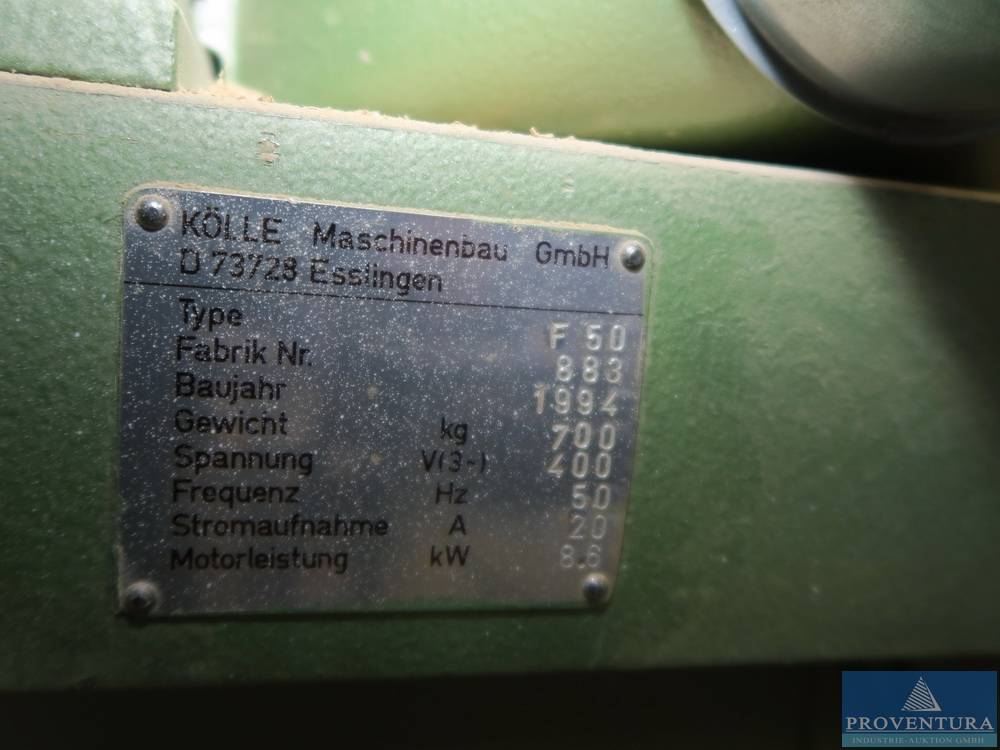 KÖLLE Maschinenbau GmbH
D 73728 Esslingen
Type F 50
Fabrik Nr. 883
Baujahr 1994
Gewicht kg 700
Spannung V(3~) 400
Frequenz Hz 50
Stromaufnahme A 20
Motorleistung kW 8.6
PROVENTURA
INDUSTRIE-AUKTION GMBH